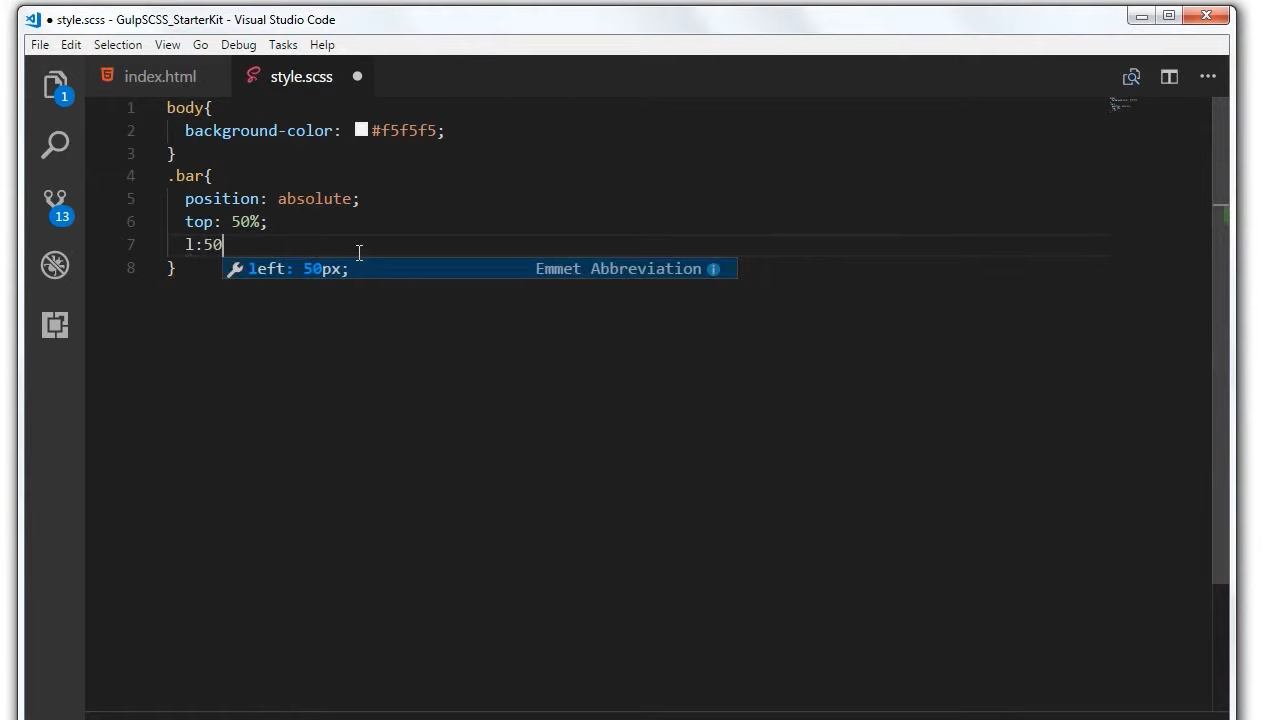 ● style.scss - GulpSCSS_StarterKit - Visual Studio Code
File Edit Selection View Go Debug Tasks Help
index.html style.scss
1 body{
2 background-color: #f5f5f5;
3 }
4 .bar{
5 position: absolute;
6 top: 50%;
7 l:50
left: 50px; Emmet Abbreviation
8 }
1
13